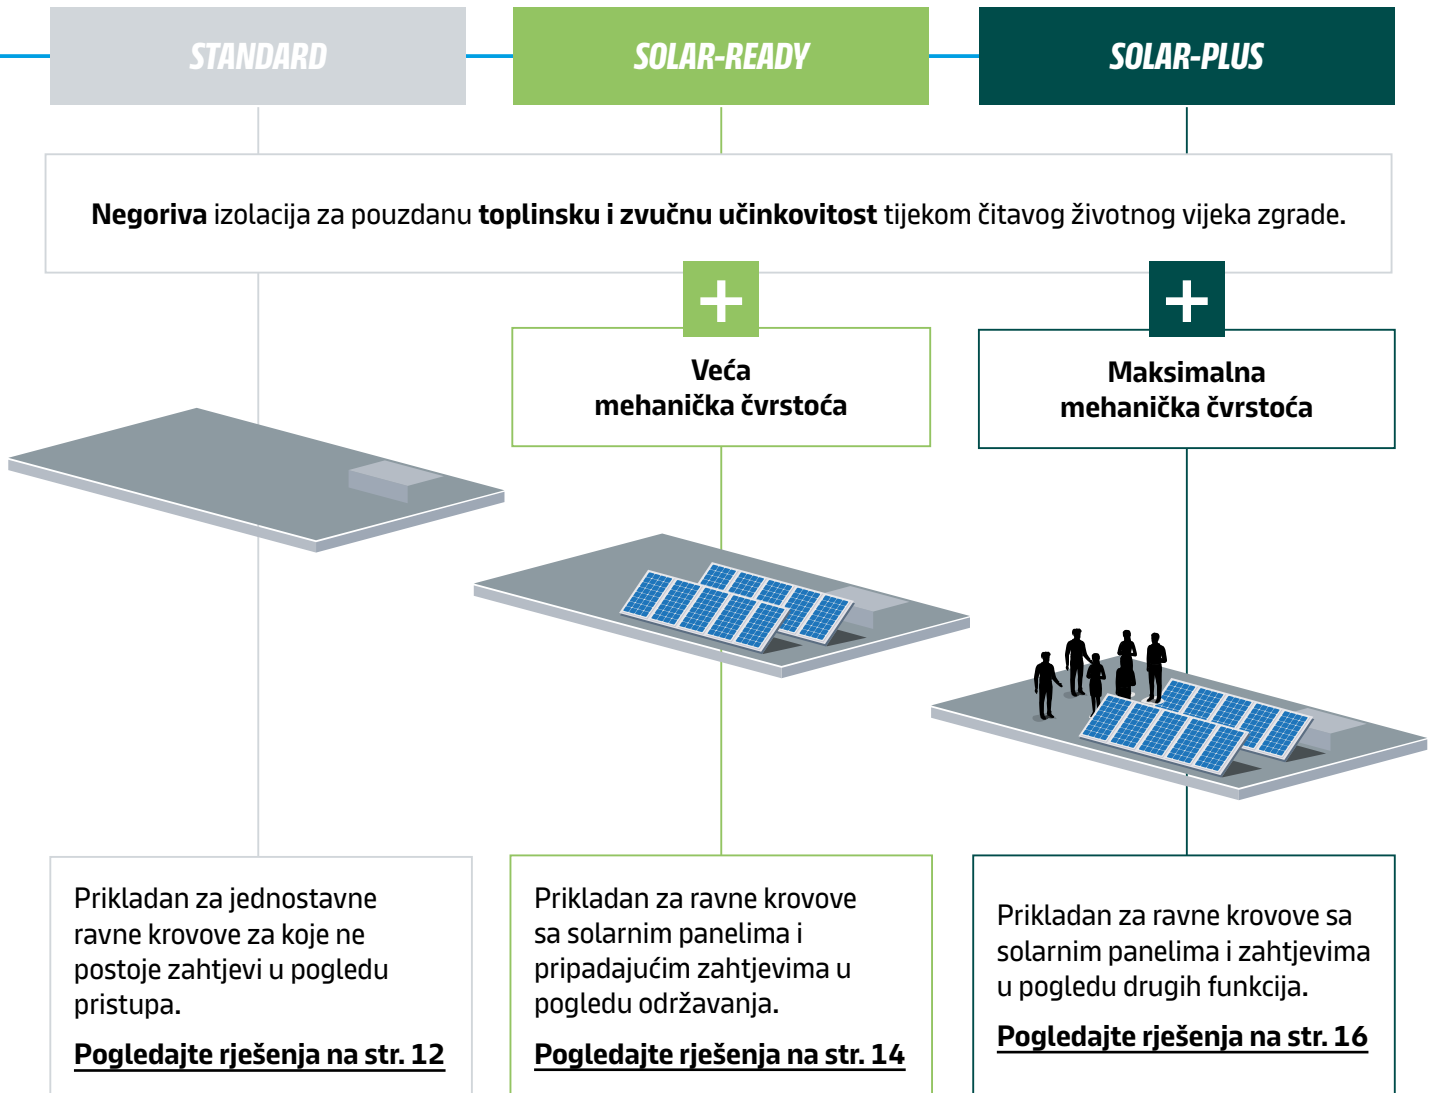 STANDARD
SOLAR-READY
SOLAR-PLUS
Negoriva izolacija za pouzdanu toplinsku i zvučnu učinkovitost tijekom čitavog životnog vijeka zgrade.
+
Veća
mehanička čvrstoća
+
Maksimalna
mehanička čvrstoća
Prikladan za jednostavne
ravne krovove za koje ne
postoje zahtjevi u pogledu
pristupa.
Pogledajte rješenja na str. 12
Prikladan za ravne krovove
sa solarnim panelima i
pripadajućim zahtjevima u
pogledu održavanja.
Pogledajte rješenja na str. 14
Prikladan za ravne krovove sa
solarnim panelima i zahtjevima
u pogledu drugih funkcija.
Pogledajte rješenja na str. 16